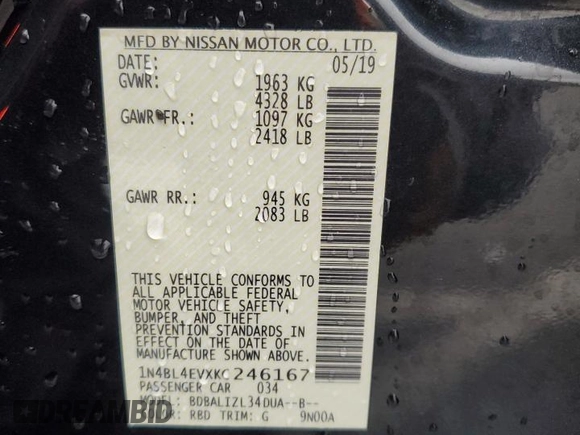 MFD BY NISSAN MOTOR CO., LTD.
DATE: 05/19
GVWR: 1963 KG
4328 LB
GAWR FR.: 1097 KG
2418 LB
GAWR RR.: 945 KG
2083 LB
THIS VEHICLE CONFORMS TO
ALL APPLICABLE FEDERAL
MOTOR VEHICLE SAFETY,
BUMPER, AND THEFT
PREVENTION STANDARDS IN
EFFECT ON THE DATE OF
MANUFACTURE SHOWN ABOVE.
1N4BL4EVXKC246167
PASSENGER CAR 034
MODEL: BDBALIZL34DUA--B--
COLOR: RBD TRIM: G 9N00A
DREAMBID